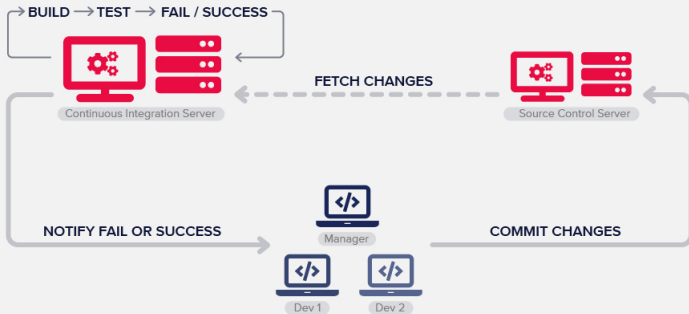 BUILD → TEST → FAIL / SUCCESS
FETCH CHANGES
Continuous Integration Server
Source Control Server
</>
NOTIFY FAIL OR SUCCESS
Manager
COMMIT CHANGES
</>
</>
Dev 1
Dev 2